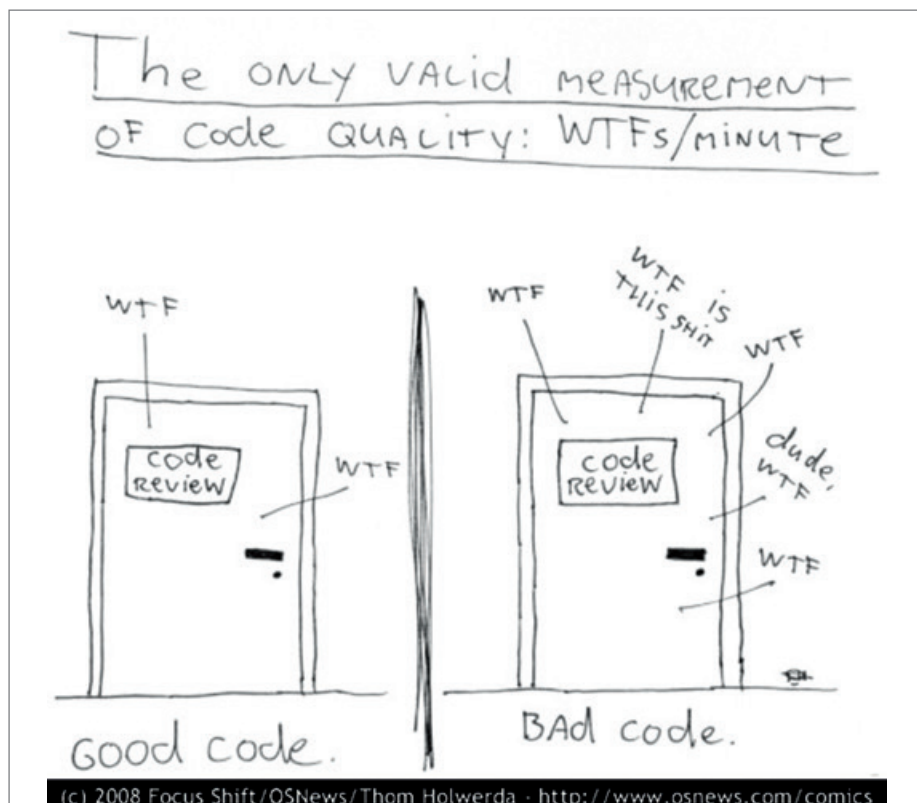 The ONLY VALid MEASUREMENT
OF code QUALITY: WTFs/MINUTE
WTF
code
REVIEW
WTF
Good code.
WTF
WTF is
THis SHiT
WTF
dude,
WTF
code
REVIEW
WTF
BAd code.
(c) 2008 Focus Shift/OSNews/Thom Holwerda - http://www.osnews.com/comics